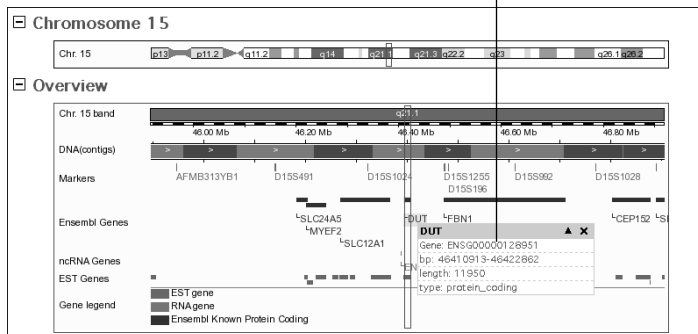 Chromosome 15
Chr. 15
p13 p11.2 q11.2 q14 q21.1 q21.3 q22.2 q23 q26.1 q26.2
Overview
Chr. 15 band
q21.1
46.00 Mb 46.20 Mb 46.40 Mb 46.60 Mb 46.80 Mb
DNA(contigs) > > > > > > > > >
Markers
AFMB313YB1 D15S491 D15S1024 D15S1255 D15S992 D15S1028
D15S196
Ensembl Genes
SLC24A5 DUT FBN1 CEP152
MYEF2
SLC12A1
DUT
Gene: ENSG00000128951
bp: 46410913-46422862
length: 11950
type: protein_coding
ncRNA Genes
EST Genes
Gene legend
EST gene
RNA gene
Ensembl Known Protein Coding